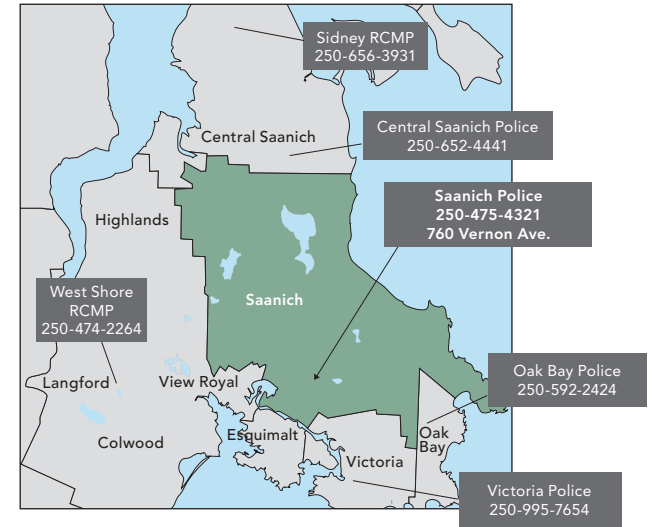 Sidney RCMP
250-656-3931
Central Saanich Police
250-652-4441
Central Saanich
Saanich Police
250-475-4321
760 Vernon Ave.
Highlands
West Shore
RCMP
250-474-2264
Saanich
Oak Bay Police
250-592-2424
Langford
View Royal
Colwood
Esquimalt
Victoria
Oak
Bay
Victoria Police
250-995-7654